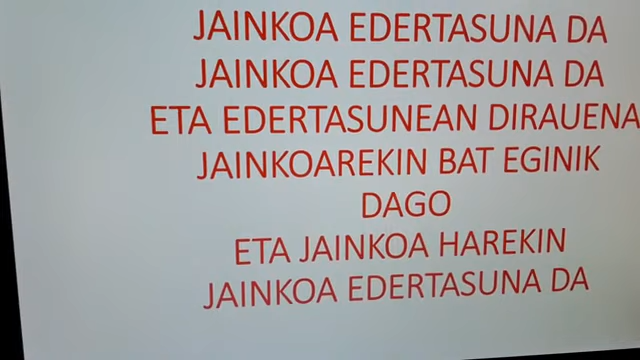 JAINKOA EDERTASUNA DA
JAINKOA EDERTASUNA DA
ETA EDERTASUNEAN DIRAUENA
JAINKOAREKIN BAT EGINIK
DAGO
ETA JAINKOA HAREKIN
JAINKOA EDERTASUNA DA